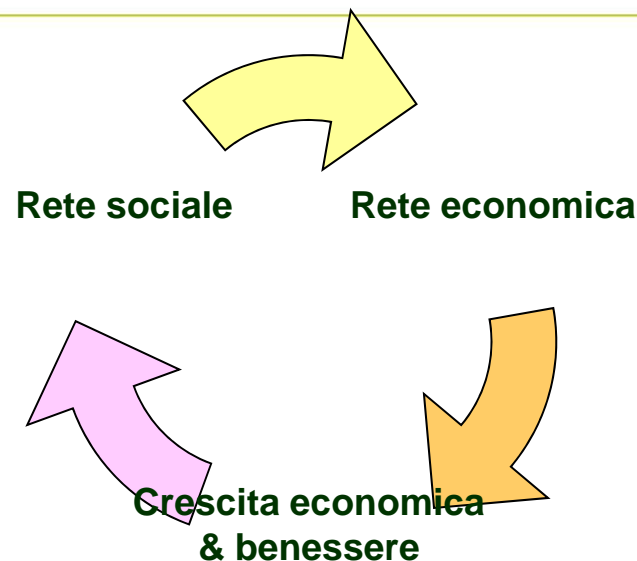 Rete sociale
Rete economica
Crescita economica
& benessere